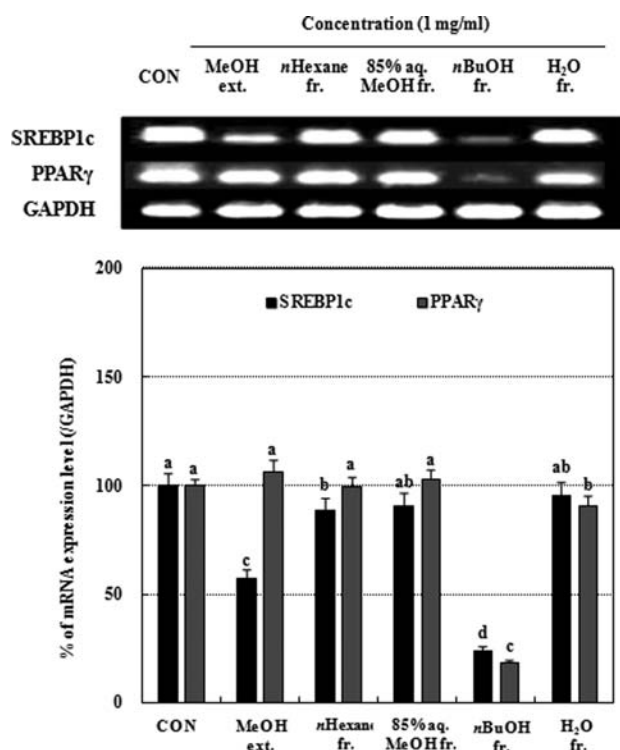 Concentration (1 mg/ml)
CON MeOH ext. nHexane fr. 85% aq. MeOH fr. nBuOH fr. H₂O fr.
SREBP1c
PPARγ
GAPDH
200
SREBP1c PPARγ
150
100
50
0
% of mRNA expression level (/GAPDH)
a a c a b a ab a d c ab b
CON MeOH ext. nHexane fr. 85% aq. MeOH fr. nBuOH fr. H₂O fr.